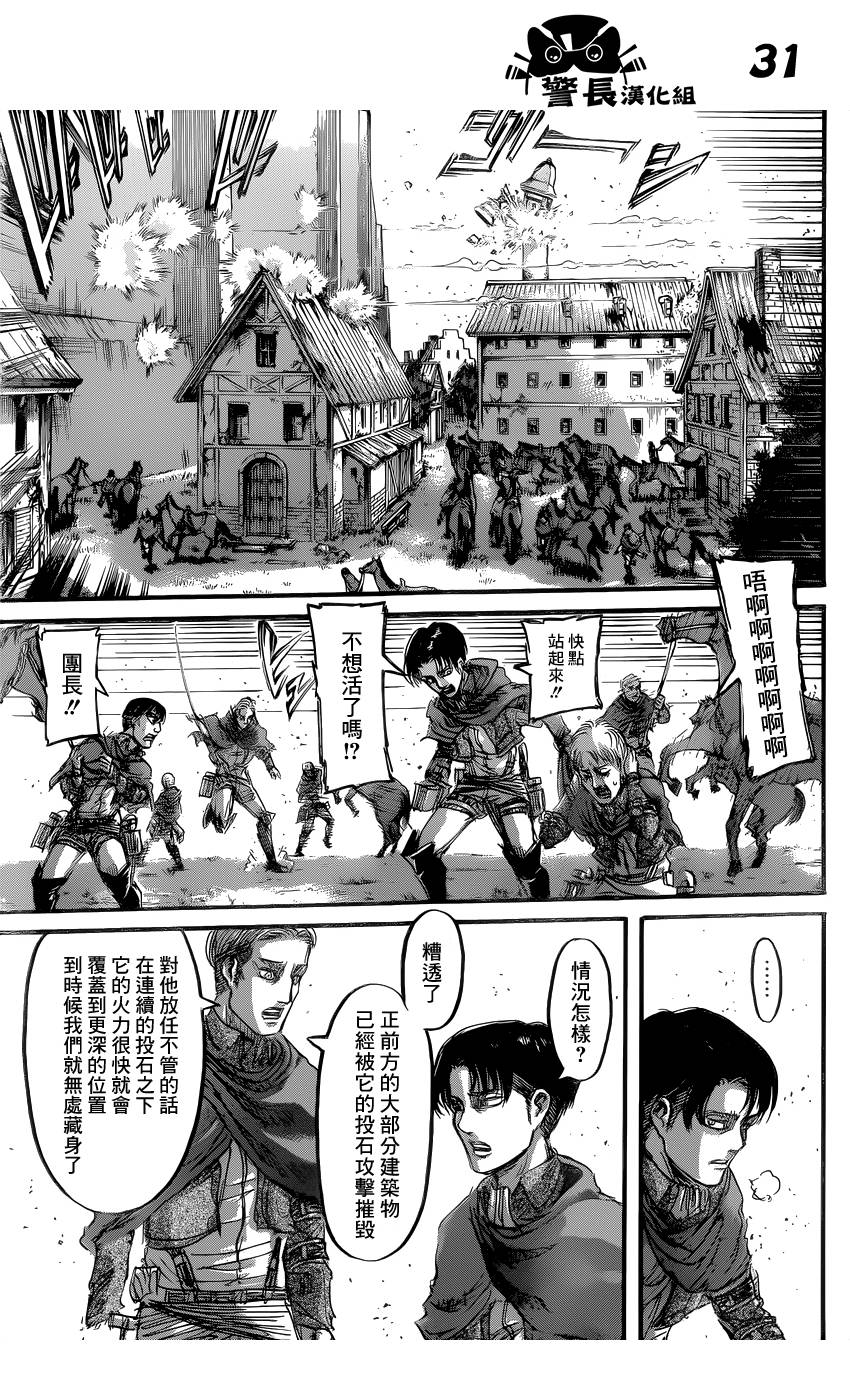 警長漢化組
31
ゴーン
唔啊啊啊啊啊啊啊
快點
站起來!!
不想活了嗎!?
團長!!
……
情況怎樣?
糟透了
正前方的大部分建築物
已經被它的投石攻擊摧毀
對他放任不管的話
在連續的投石之下
它的火力很快就會
覆蓋到更深的位置
到時候我們就無處藏身了